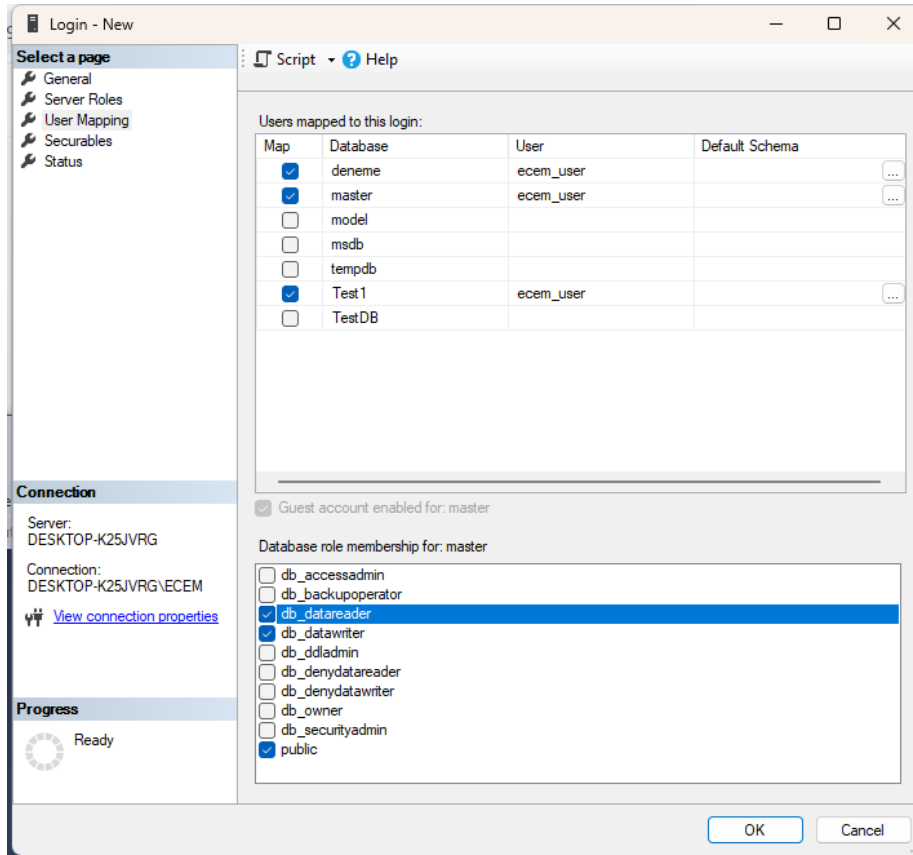 Login - New
Select a page
General
Server Roles
User Mapping
Securables
Status
Script Help
Users mapped to this login:
Map Database User Default Schema
deneme ecem_user ...
master ecem_user ...
model
msdb
tempdb
Test1 ecem_user ...
TestDB
Guest account enabled for: master
Database role membership for: master
db_accessadmin
db_backupoperator
db_datareader
db_datawriter
db_ddladmin
db_denydatareader
db_denydatawriter
db_owner
db_securityadmin
public
Connection
Server:
DESKTOP-K25JVRG
Connection:
DESKTOP-K25JVRG\ECEM
View connection properties
Progress
Ready
OK Cancel